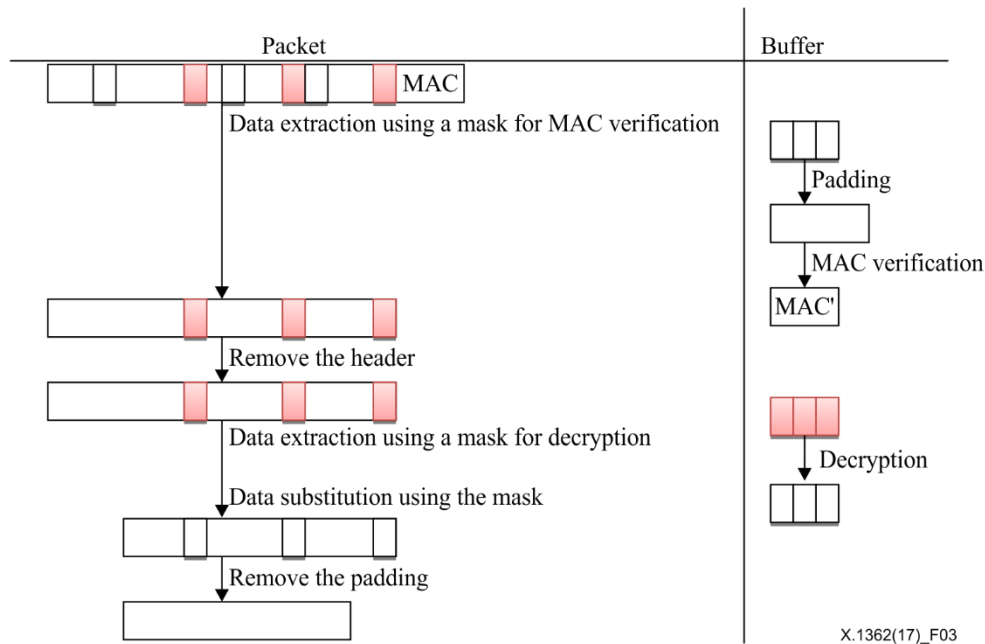 Packet
Buffer
MAC
Data extraction using a mask for MAC verification
Padding
MAC verification
MAC'
Remove the header
Data extraction using a mask for decryption
Decryption
Data substitution using the mask
Remove the padding
X.1362(17)_F03